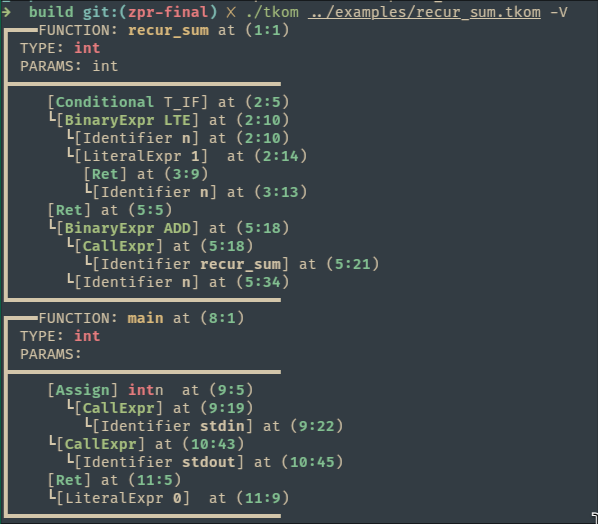 → build git:(zpr-final) ✗ ./tkom ../examples/recur_sum.tkom -V
FUNCTION: recur_sum at (1:1)
TYPE: int
PARAMS: int
[Conditional T_IF] at (2:5)
[BinaryExpr LTE] at (2:10)
[Identifier n] at (2:10)
[LiteralExpr 1]  at (2:14)
[Ret] at (3:9)
[Identifier n] at (3:13)
[Ret] at (5:5)
[BinaryExpr ADD] at (5:18)
[CallExpr] at (5:18)
[Identifier recur_sum] at (5:21)
[Identifier n] at (5:34)
FUNCTION: main at (8:1)
TYPE: int
PARAMS:
[Assign] intn  at (9:5)
[CallExpr] at (9:19)
[Identifier stdin] at (9:22)
[CallExpr] at (10:43)
[Identifier stdout] at (10:45)
[Ret] at (11:5)
[LiteralExpr 0]  at (11:9)